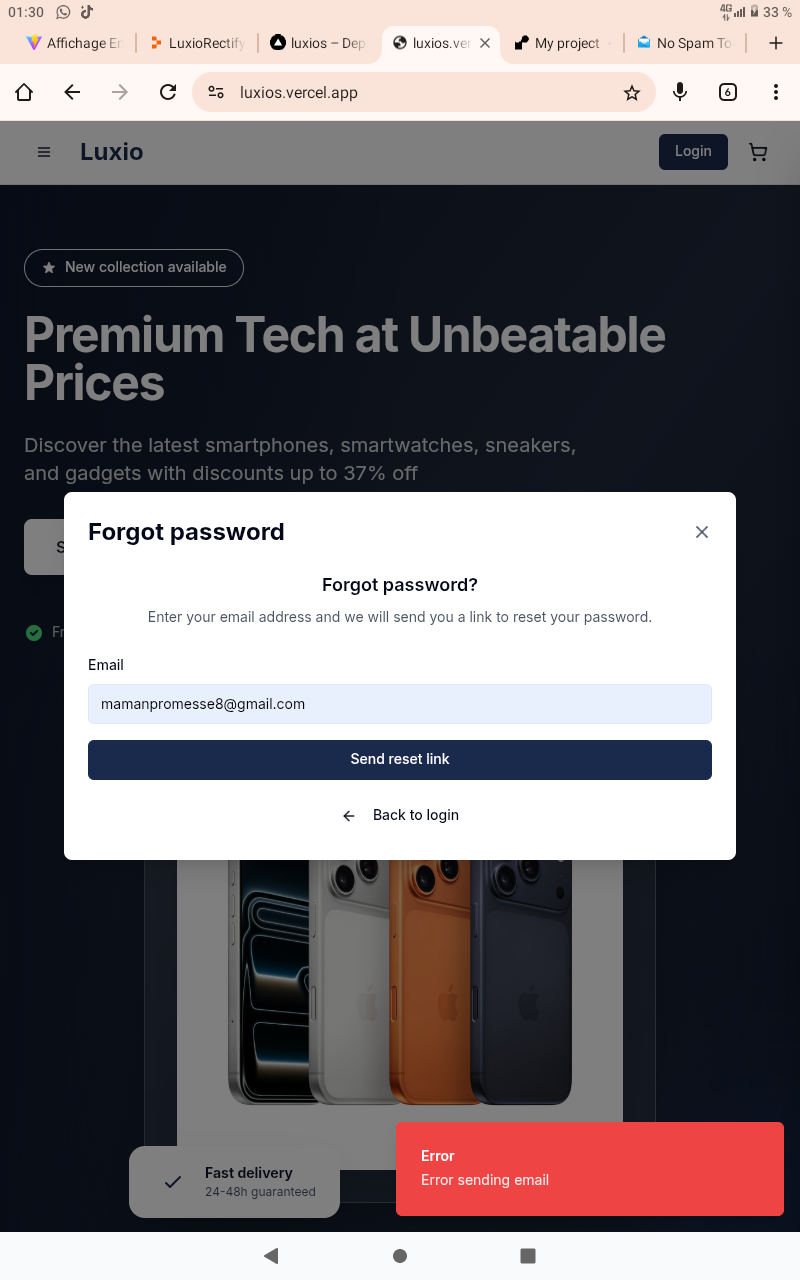 01:30
4G
33 %
Affichage En
LuxioRectify
luxios – Dep
luxios.ver
My project
No Spam To
luxios.vercel.app
6
Luxio
Login
New collection available
Premium Tech at Unbeatable
Prices
Discover the latest smartphones, smartwatches, sneakers,
and gadgets with discounts up to 37% off
S
Fr
Forgot password
Forgot password?
Enter your email address and we will send you a link to reset your password.
Email
mamanpromesse8@gmail.com
Send reset link
Back to login
Fast delivery
24-48h guaranteed
Error
Error sending email